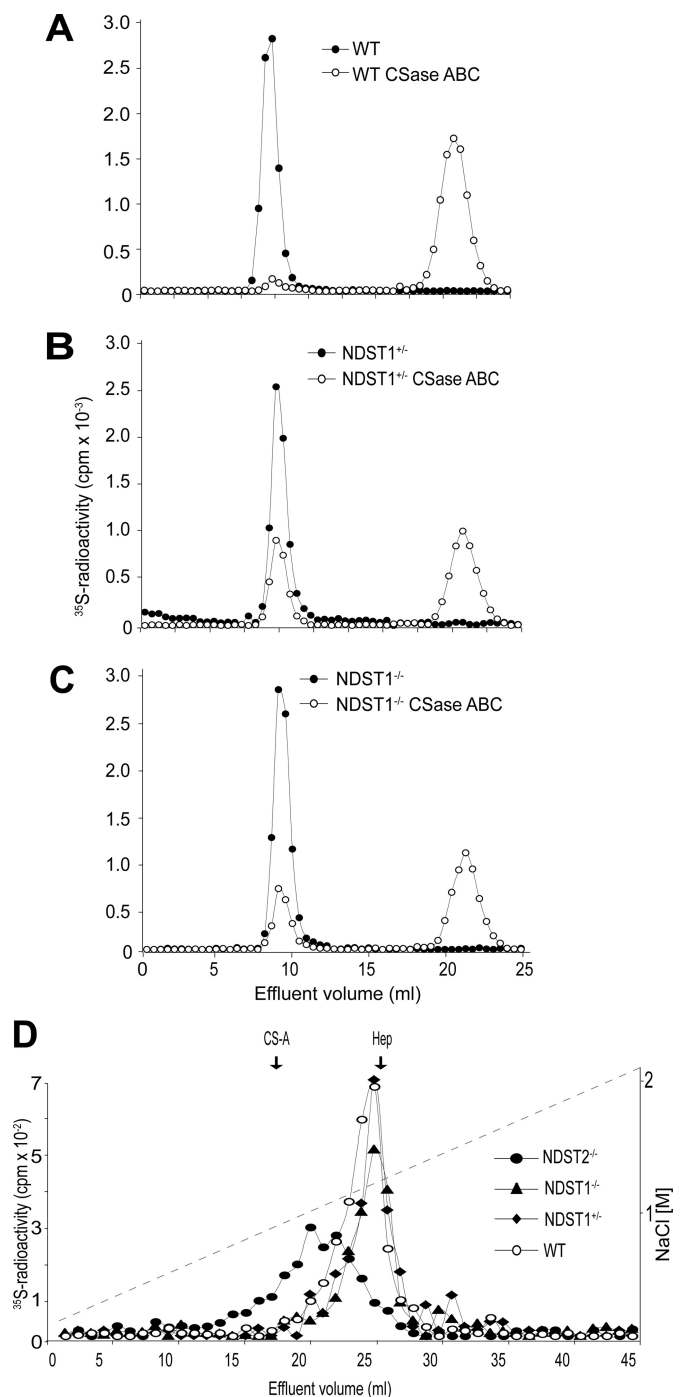 A
3.0
2.5
2.0
1.5
1.0
0.5
0
WT
WT CSase ABC
B
3.0
2.5
2.0
1.5
1.0
0.5
0
NDST1+/-
NDST1+/- CSase ABC
35S-radioactivity (cpm x 10-3)
C
3.0
2.5
2.0
1.5
1.0
0.5
0
NDST1-/-
NDST1-/- CSase ABC
0 5 10 15 20 25
Effluent volume (ml)
D
CS-A Hep
7
5
3
1
0
35S-radioactivity (cpm x 10-2)
NDST2-/-
NDST1-/-
NDST1+/-
WT
2
1
NaCl [M]
0 5 10 15 20 25 30 35 40 45
Effluent volume (ml)